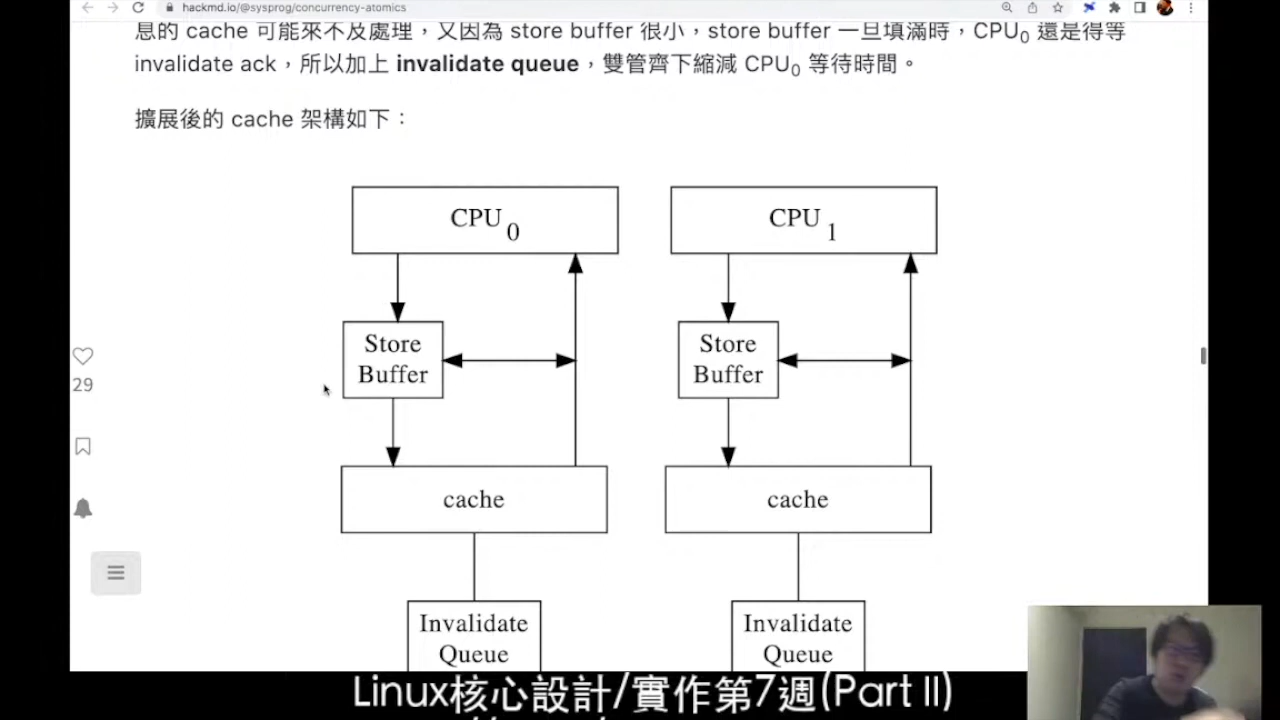 hackmd.io/@sysprog/concurrency-atomics
息的 cache 可能來不及處理，又因為 store buffer 很小，store buffer 一旦填滿時，CPU0 還是得等
invalidate ack，所以加上 invalidate queue，雙管齊下縮減 CPU0 等待時間。
擴展後的 cache 架構如下：
CPU 0
CPU 1
Store
Buffer
Store
Buffer
29
cache
cache
Invalidate
Queue
Invalidate
Queue
Linux核心設計/實作第7週(Part II)